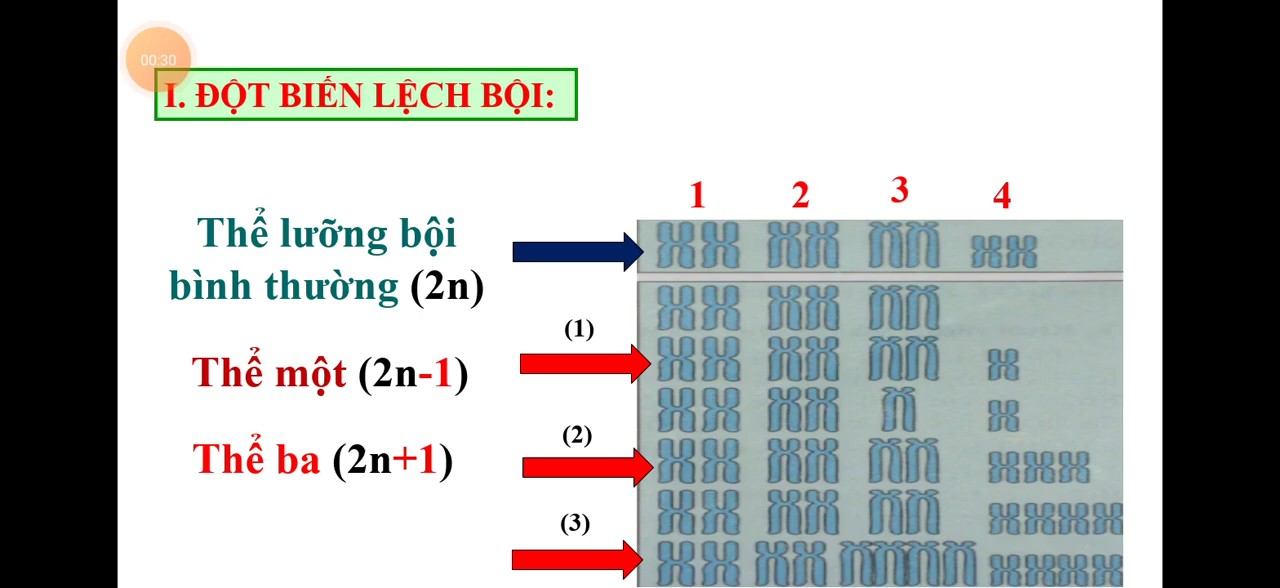 00:30
I. ĐỘT BIẾN LỆCH BỘI:
1 2 3 4
Thể lưỡng bội
bình thường (2n)
(1)
Thể một (2n-1)
(2)
Thể ba (2n+1)
(3)